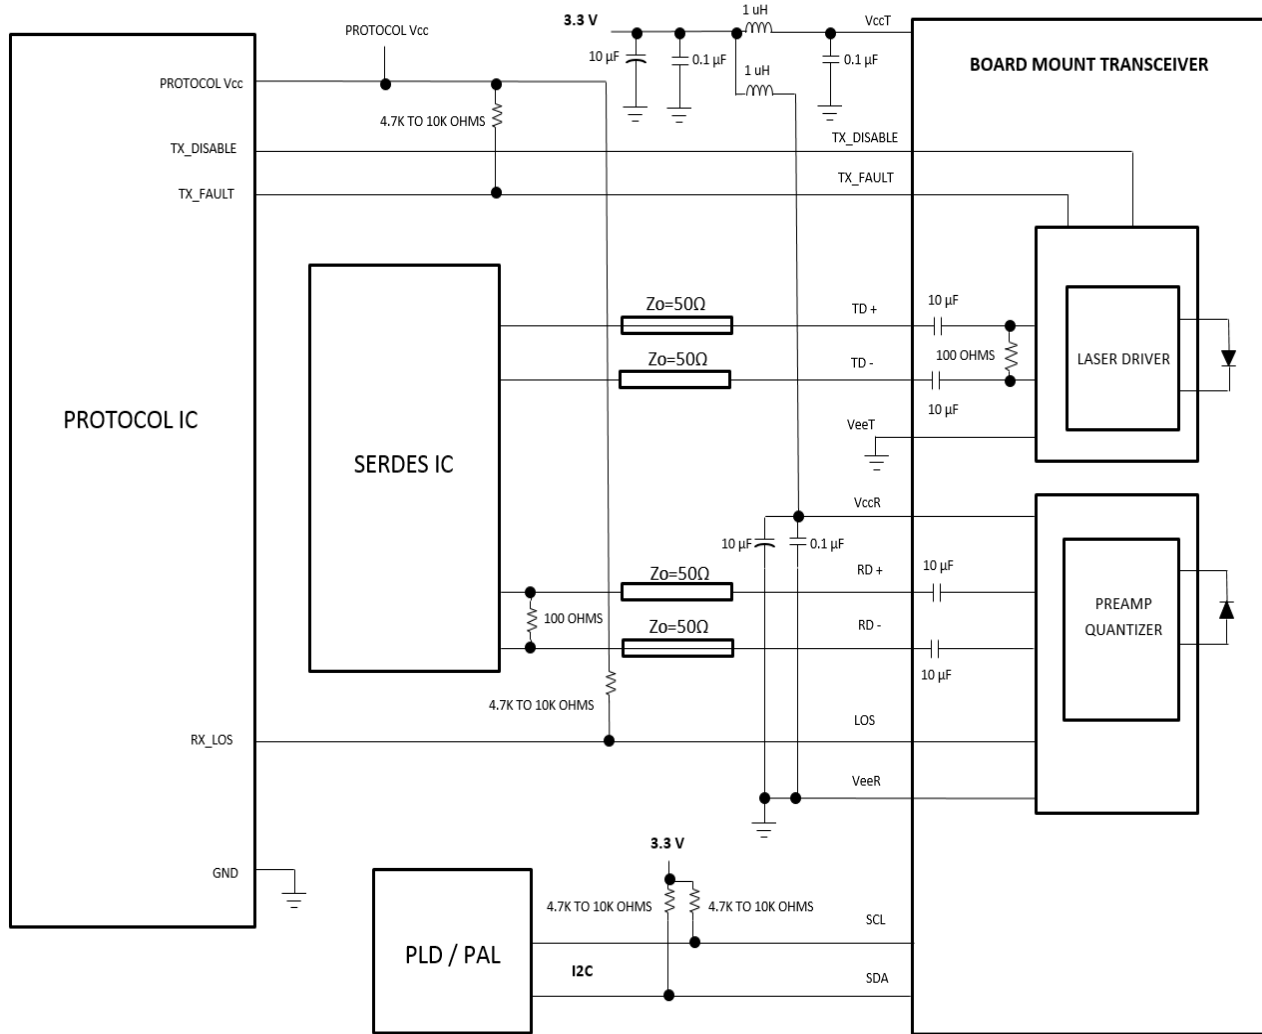 1 uH
3.3 V
VccT
PROTOCOL Vcc
10 µF
0.1 µF
0.1 µF
BOARD MOUNT TRANSCEIVER
1 uH
PROTOCOL Vcc
4.7K TO 10K OHMS
TX_DISABLE
TX_DISABLE
TX_FAULT
TX_FAULT
Zo=50Ω
TD +
10 µF
Zo=50Ω
TD -
100 OHMS
LASER DRIVER
10 µF
PROTOCOL IC
VeeT
SERDES IC
VccR
10 µF
0.1 µF
Zo=50Ω
RD +
10 µF
100 OHMS
Zo=50Ω
RD -
PREAMP
QUANTIZER
10 µF
4.7K TO 10K OHMS
RX_LOS
LOS
VeeR
3.3 V
GND
4.7K TO 10K OHMS
4.7K TO 10K OHMS
SCL
PLD / PAL
I2C
SDA